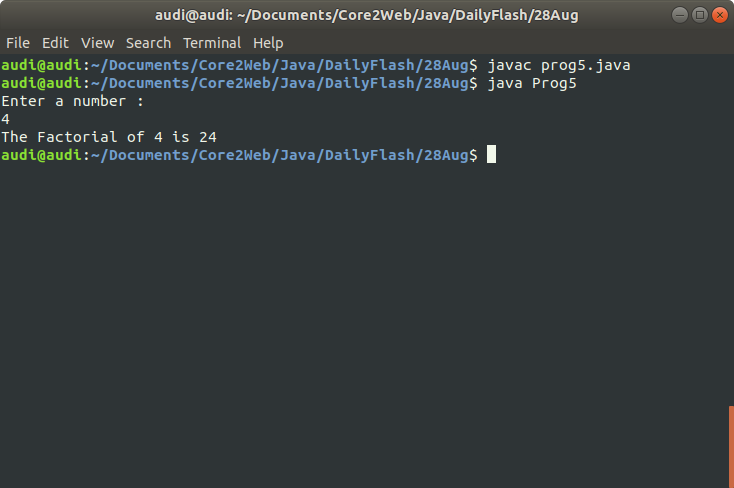 audi@audi: ~/Documents/Core2Web/Java/DailyFlash/28Aug
File Edit View Search Terminal Help
audi@audi:~/Documents/Core2Web/Java/DailyFlash/28Aug$ javac prog5.java
audi@audi:~/Documents/Core2Web/Java/DailyFlash/28Aug$ java Prog5
Enter a number :
4
The Factorial of 4 is 24
audi@audi:~/Documents/Core2Web/Java/DailyFlash/28Aug$